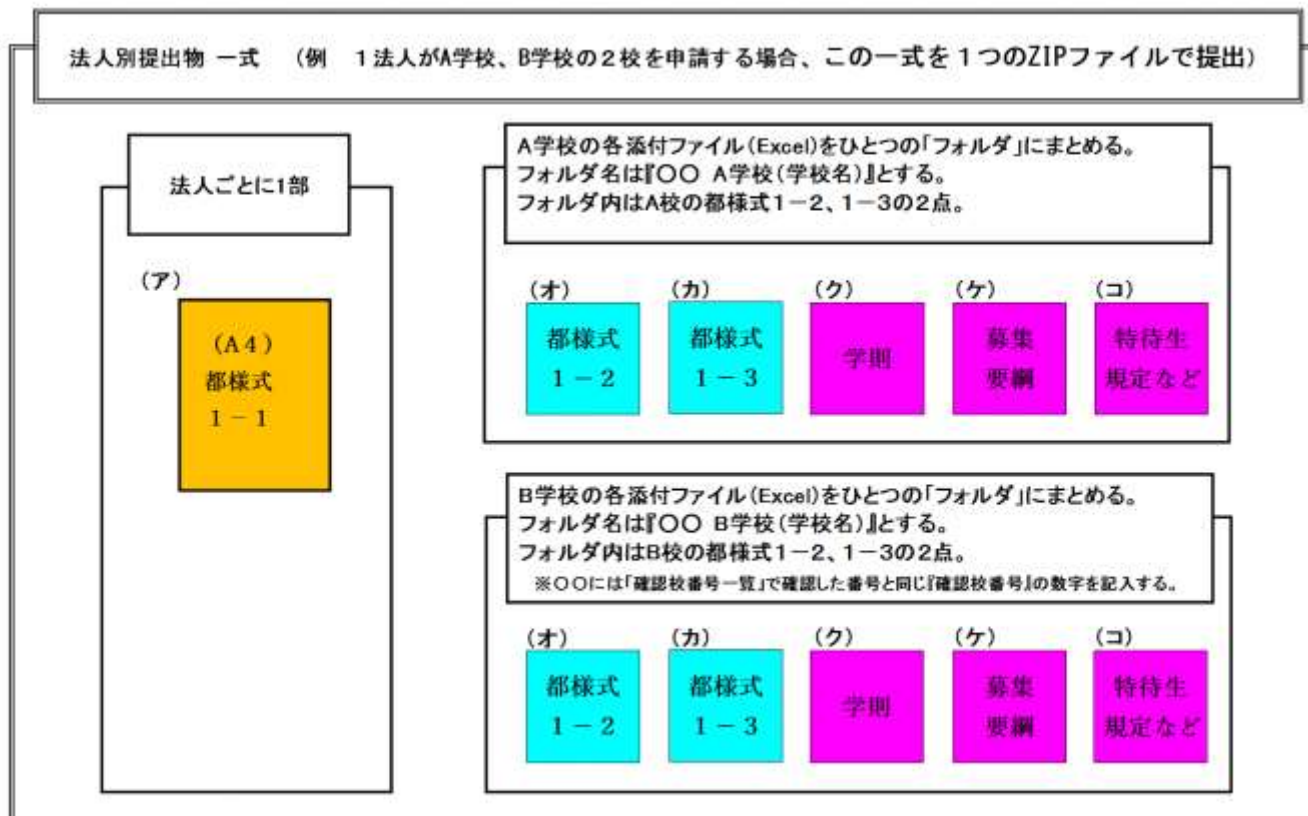 法人別提出物 一式 （例 1法人がA学校、B学校の2校を申請する場合、この一式を1つのZIPファイルで提出）
法人ごとに1部
（ア）
（A4）
都様式
1－1
A学校の各添付ファイル（Excel）をひとつの「フォルダ」にまとめる。
フォルダ名は『〇〇 A学校（学校名）』とする。
フォルダ内はA校の都様式1－2、1－3の2点。
（オ）
都様式
1－2
（カ）
都様式
1－3
（ク）
学則
（ケ）
募集
要綱
（コ）
特待生
規定など
B学校の各添付ファイル（Excel）をひとつの「フォルダ」にまとめる。
フォルダ名は『〇〇 B学校（学校名）』とする。
フォルダ内はB校の都様式1－2、1－3の2点。
※〇〇には「確認校番号一覧」で確認した番号と同じ『確認校番号』の数字を記入する。
（オ）
都様式
1－2
（カ）
都様式
1－3
（ク）
学則
（ケ）
募集
要綱
（コ）
特待生
規定など